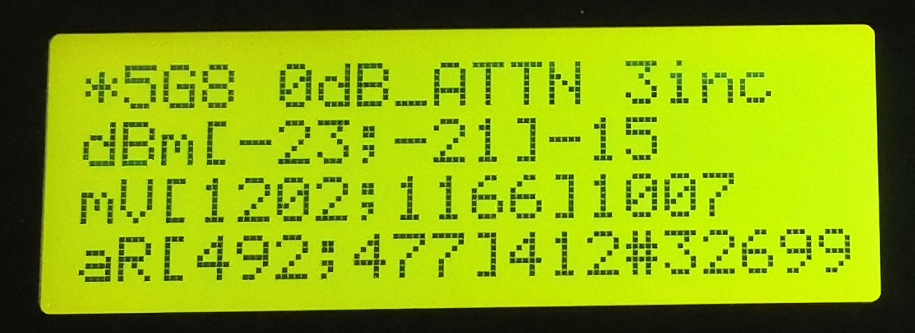 *5G8 0dB_ATTN 3inc
dBm[-23;-21]-15
mV[1202;1166]1007
aR[492;477]412#32699